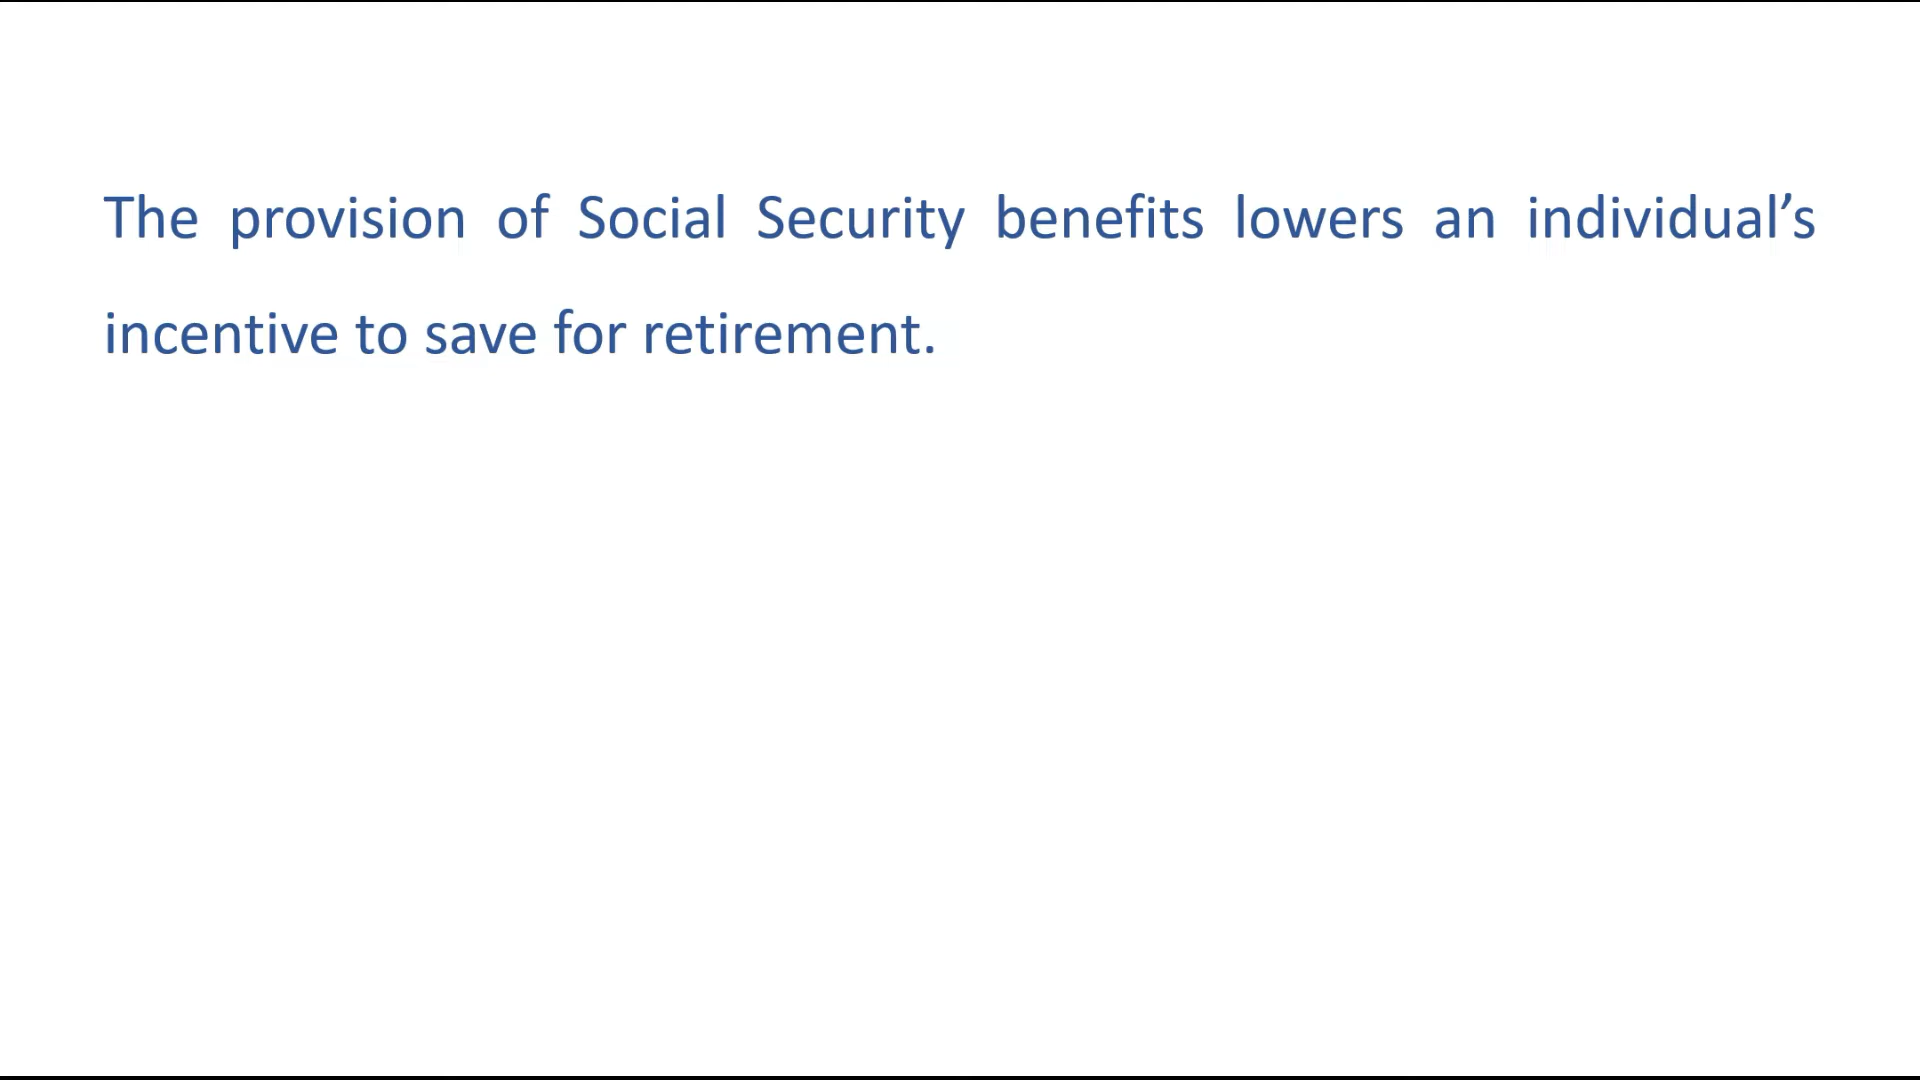 The provision of Social Security benefits lowers an individual’s
incentive to save for retirement.